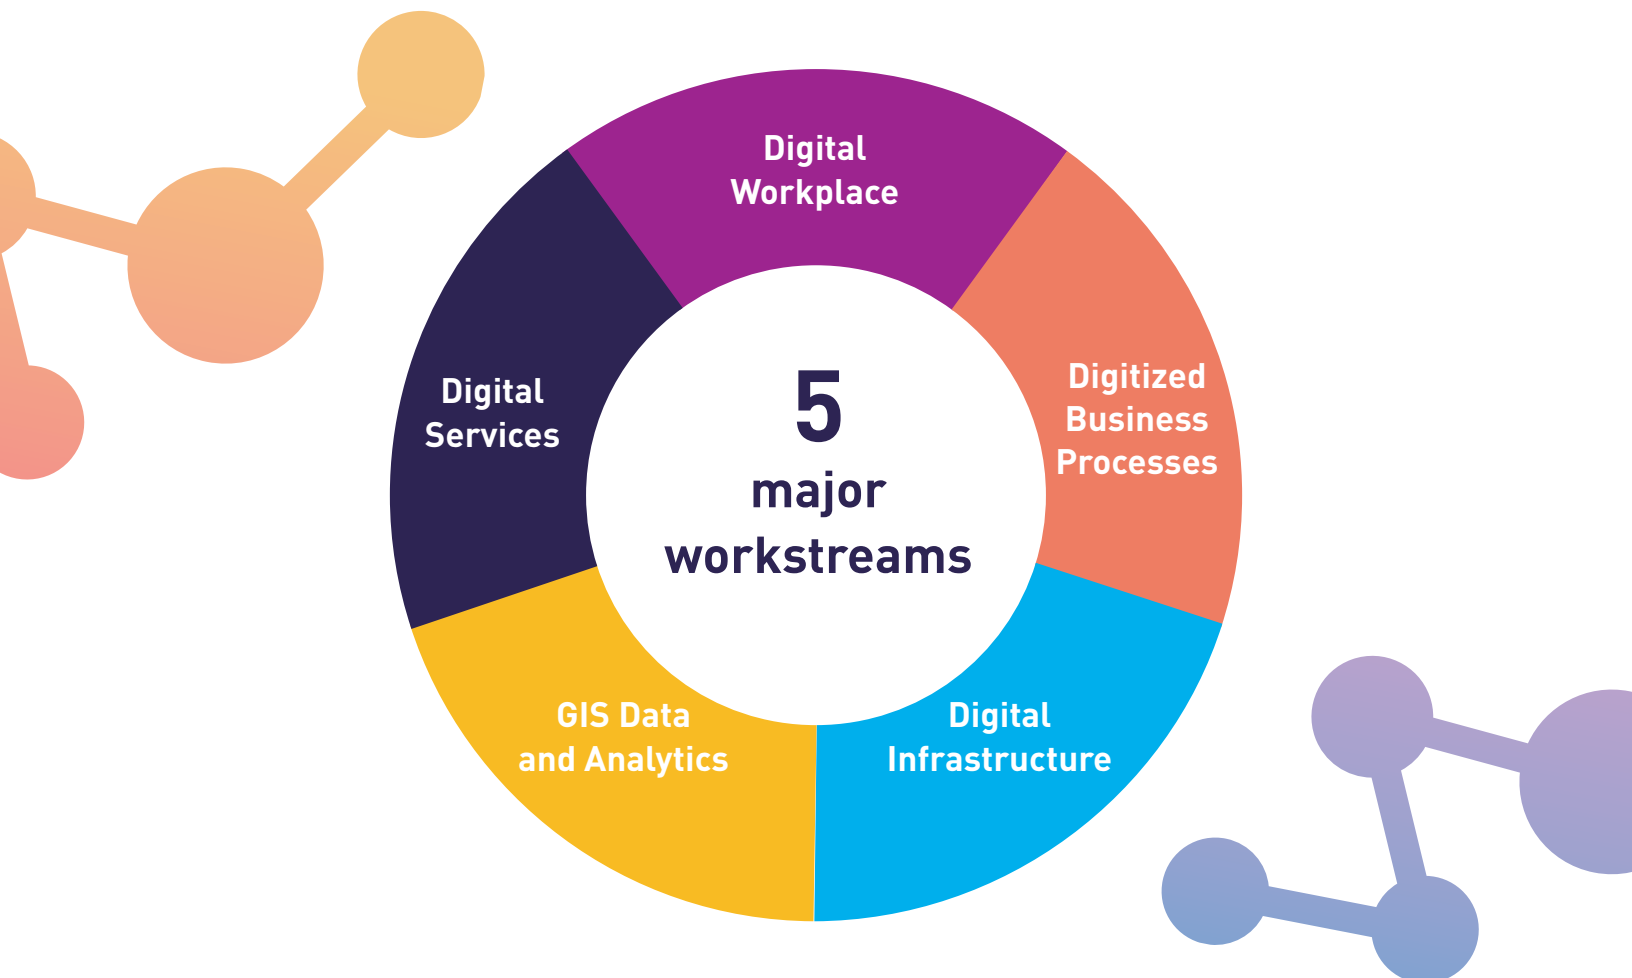 Digital
Workplace
Digitized
Business
Processes
Digital
Services
5
major
workstreams
GIS Data
and Analytics
Digital
Infrastructure